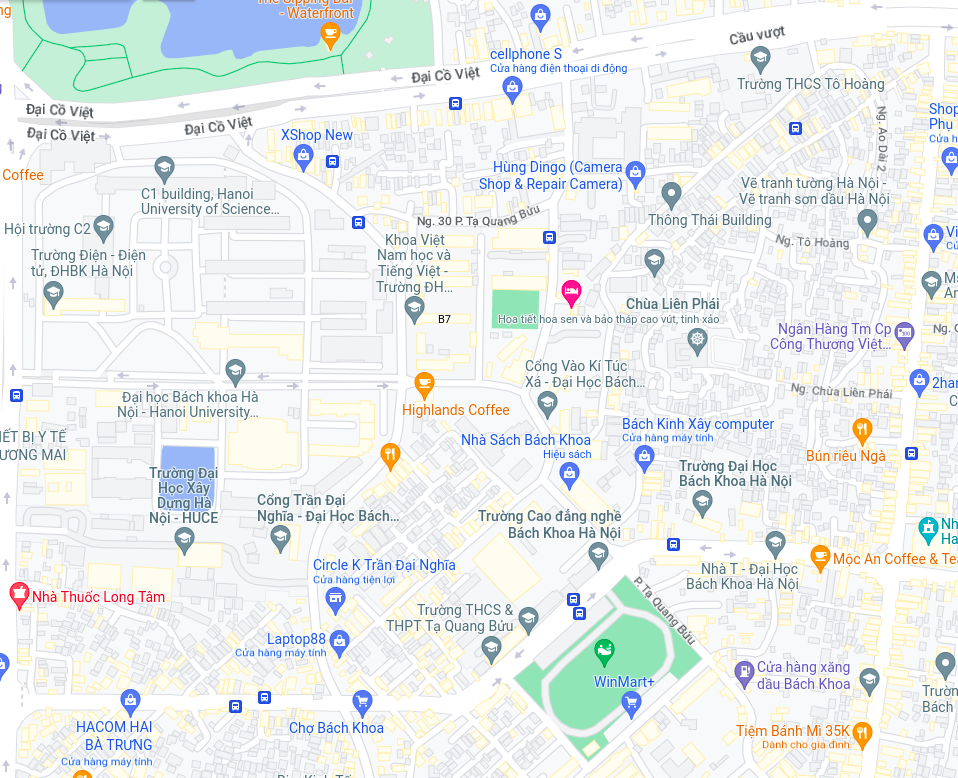 The Sipping Bar
- Waterfront
ng
Cầu vượt
cellphone S
Cửa hàng điện thoại di động
Đại Cồ Việt
Trường THCS Tô Hoàng
Đại Cồ Việt
Đại Cồ Việt
Đại Cồ Việt
Shop
Phụ
Cửa h
XShop New
Ng. Ao Dài 2
Coffee
Hùng Dingo (Camera
Shop & Repair Camera)
C1 building, Hanoi
University of Science...
Vẽ tranh tường Hà Nội -
Vẽ tranh sơn dầu Hà Nội
Ng. 30 P. Tạ Quang Bửu
Thông Thái Building
Hội trường C2
Khoa Việt
Nam học và
Tiếng Việt -
Trường ĐH...
Ng. Tô Hoàng
Trường Điện - Điện
tử, ĐHBK Hà Nội
Chùa Liên Phái
Họa tiết hoa sen và bảo tháp cao vút, tinh xảo
B7
Ngân Hàng Tm Cp
Công Thương Việt...
Cổng Vào Kí Túc
Xá - Đại Học Bách...
2han
Ng. Chùa Liên Phái
Đại học Bách khoa Hà
Nội - Hanoi University...
Highlands Coffee
Bách Kinh Xây computer
Cửa hàng máy tính
IẾT BỊ Y TẾ
ƯƠNG MAI
Nhà Sách Bách Khoa
Hiệu sách
Bún riêu Ngà
Trường Đại
Học Xây
Dựng Hà
Nội - HUCE
Trường Đại Học
Bách Khoa Hà Nội
Cổng Trần Đại
Nghĩa - Đại Học Bách...
Trường Cao đẳng nghề
Bách Khoa Hà Nội
Nh
Ha
Mộc An Coffee & Tea
Circle K Trần Đại Nghĩa
Cửa hàng tiện lợi
Nhà T - Đại Học
Bách Khoa Hà Nội
Nhà Thuốc Long Tâm
P. Tạ Quang Bửu
Trường THCS &
THPT Tạ Quang Bửu
Laptop88
Cửa hàng máy tính
Cửa hàng xăng
dầu Bách Khoa
WinMart+
Trường
Bách
HACOM HAI
BÀ TRƯNG
Cửa hàng máy tính
Chợ Bách Khoa
Tiệm Bánh Mì 35K
Dành cho gia đình